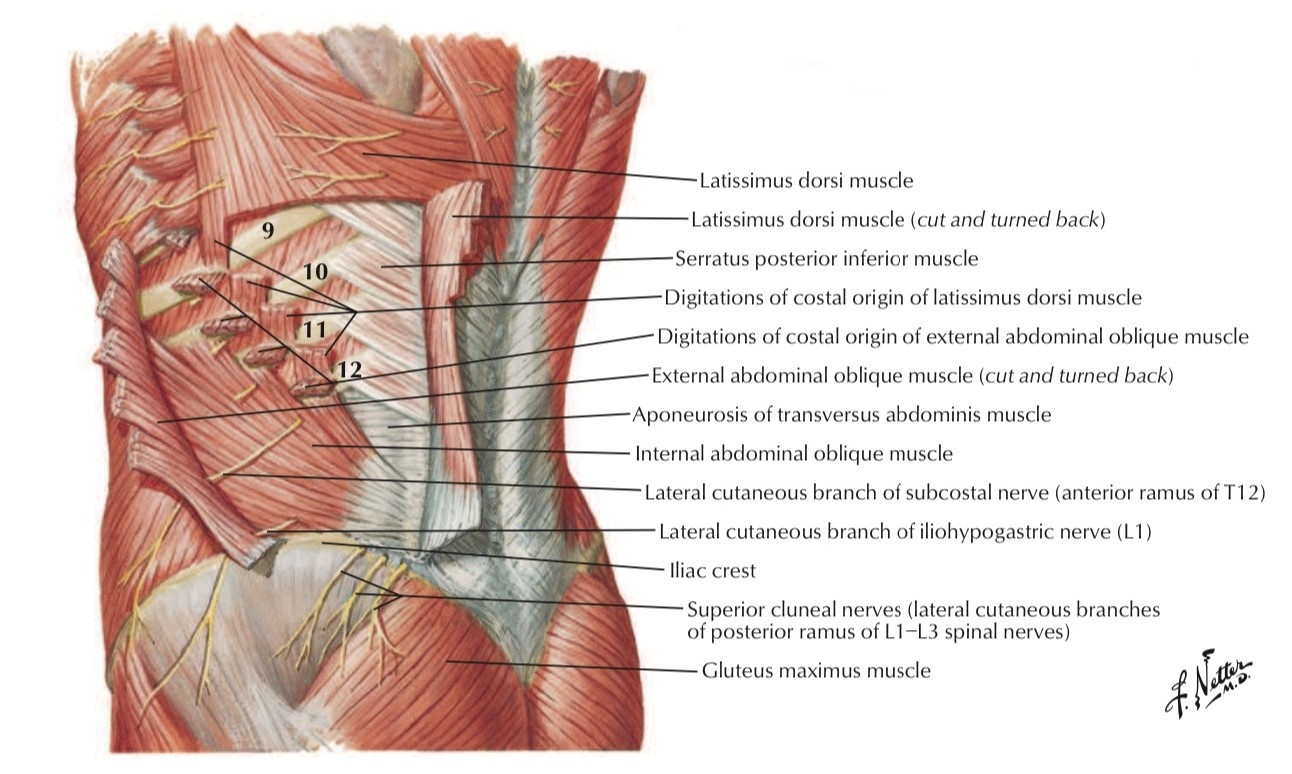 Latissimus dorsi muscle
Latissimus dorsi muscle (cut and turned back)
9
Serratus posterior inferior muscle
10
Digitations of costal origin of latissimus dorsi muscle
11
Digitations of costal origin of external abdominal oblique muscle
12
External abdominal oblique muscle (cut and turned back)
Aponeurosis of transversus abdominis muscle
Internal abdominal oblique muscle
Lateral cutaneous branch of subcostal nerve (anterior ramus of T12)
Lateral cutaneous branch of iliohypogastric nerve (L1)
Iliac crest
Superior cluneal nerves (lateral cutaneous branches
of posterior ramus of L1–L3 spinal nerves)
Gluteus maximus muscle
F. Netter
M.D.